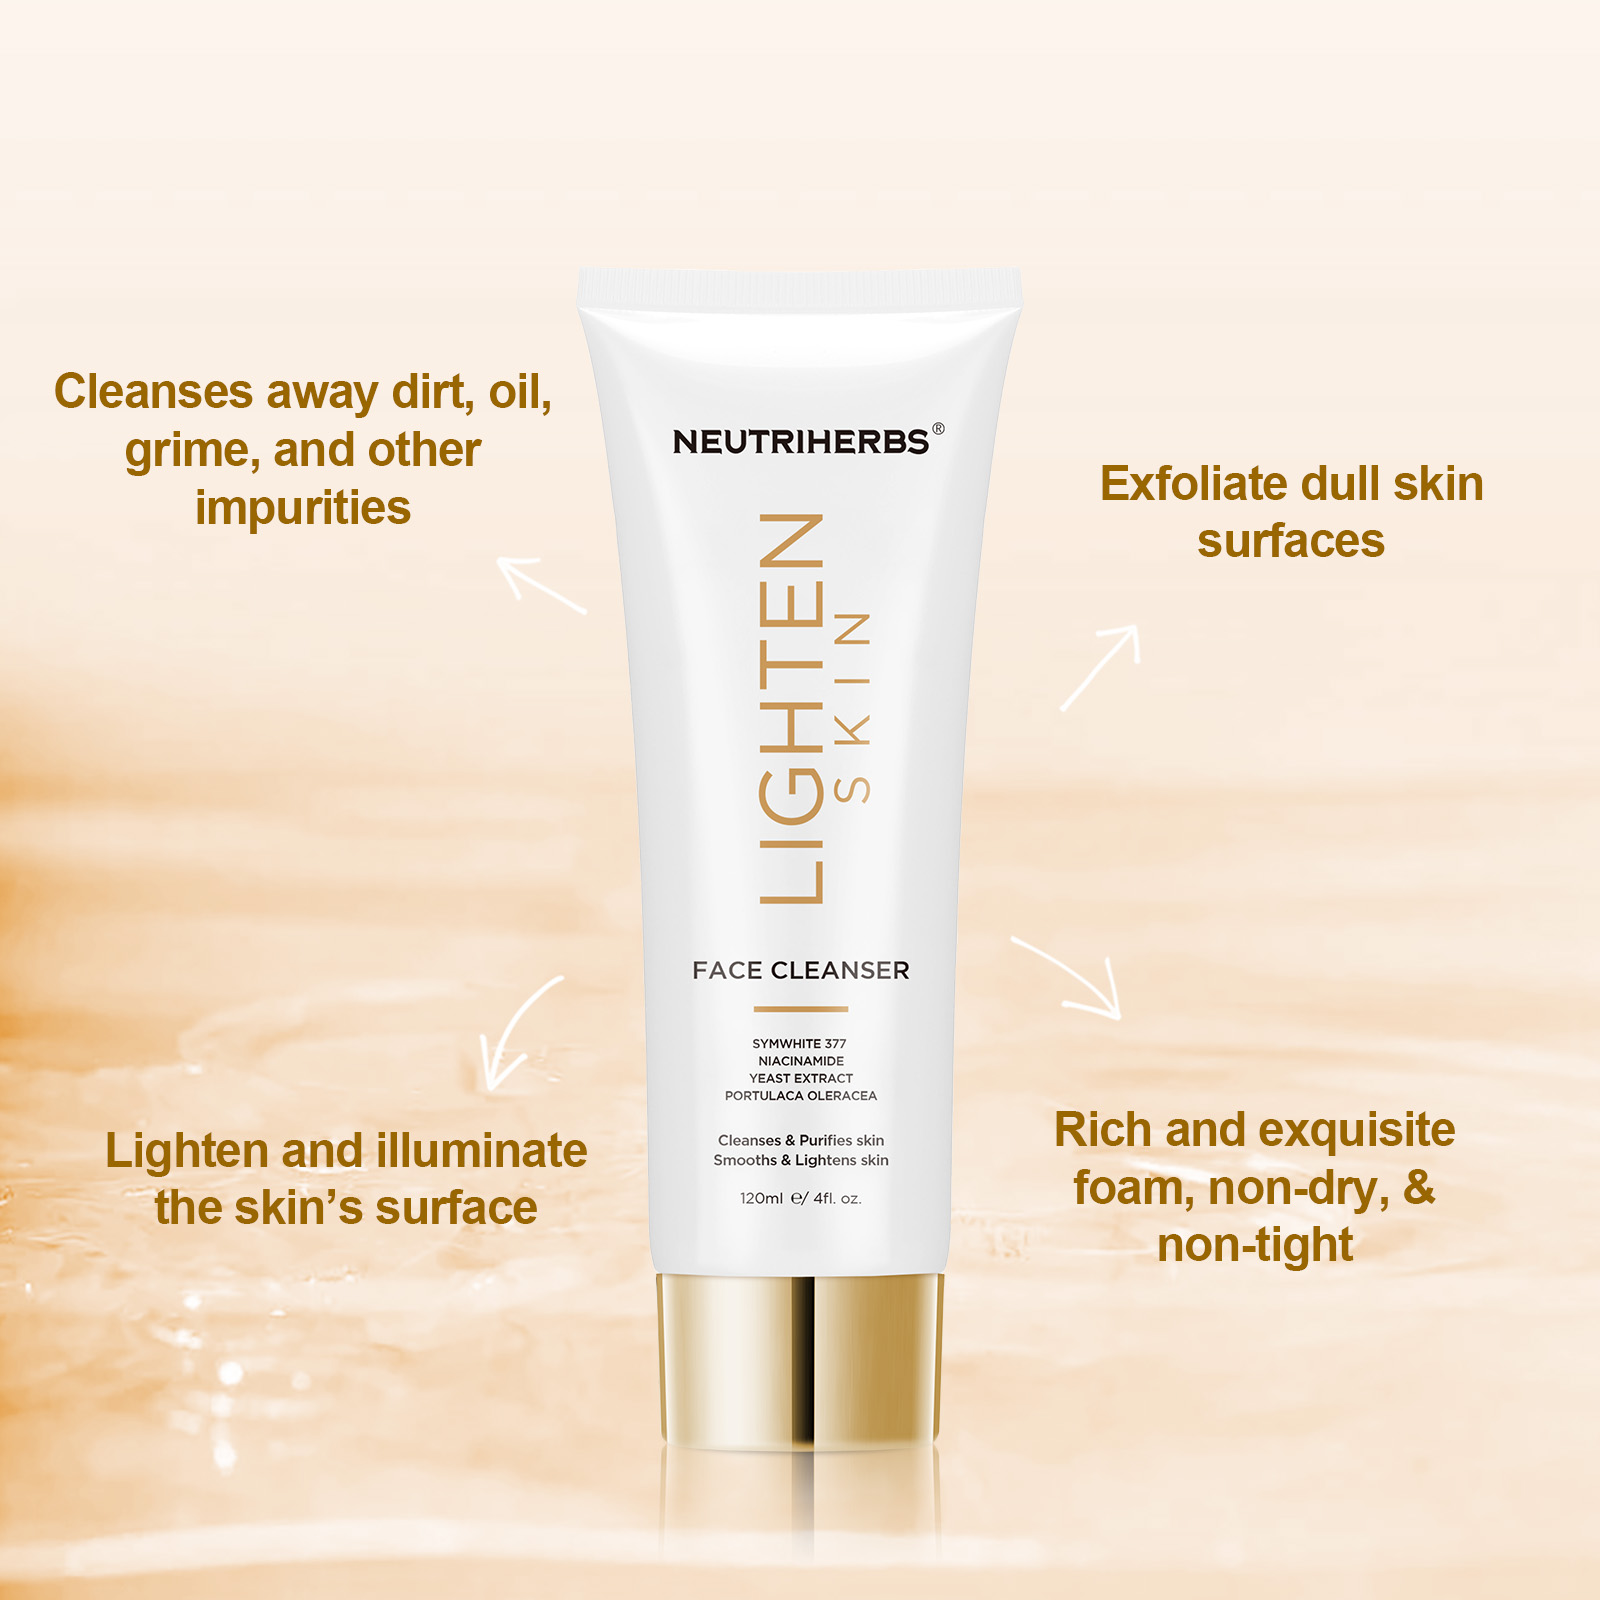 Cleanses away dirt, oil,
grime, and other
impurities
Exfoliate dull skin
surfaces
NEUTRIHERBS®
LIGHTEN
SKIN
FACE CLEANSER
SYMWHITE 377
NIACINAMIDE
YEAST EXTRACT
PORTULACA OLERACEA
Cleanses & Purifies skin
Smooths & Lightens skin
120ml ℮/ 4fl. oz.
Lighten and illuminate
the skin’s surface
Rich and exquisite
foam, non-dry, &
non-tight